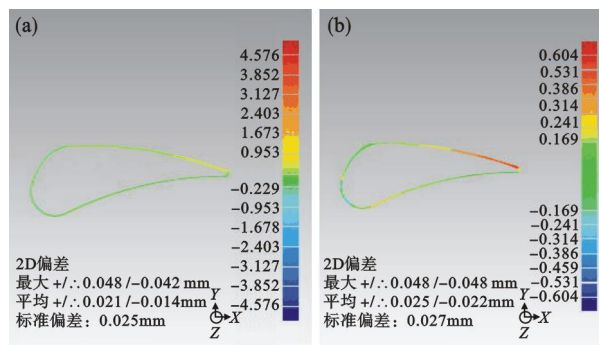 (a)
4.576
3.852
3.127
2.403
1.673
0.953
-0.229
-0.953
-1.678
-2.403
-3.127
-3.852
-4.576
2D偏差
最大 +/∴0.048 /-0.042 mm
平均 +/∴0.021 /-0.014mm
标准偏差：0.025mm
Y
X
Z
(b)
0.604
0.531
0.386
0.314
0.241
0.169
-0.169
-0.241
-0.314
-0.386
-0.459
-0.531
-0.604
2D偏差
最大 +/∴0.048 /-0.048 mm
平均 +/∴0.025 /-0.022mm
标准偏差：0.027mm
Y
X
Z